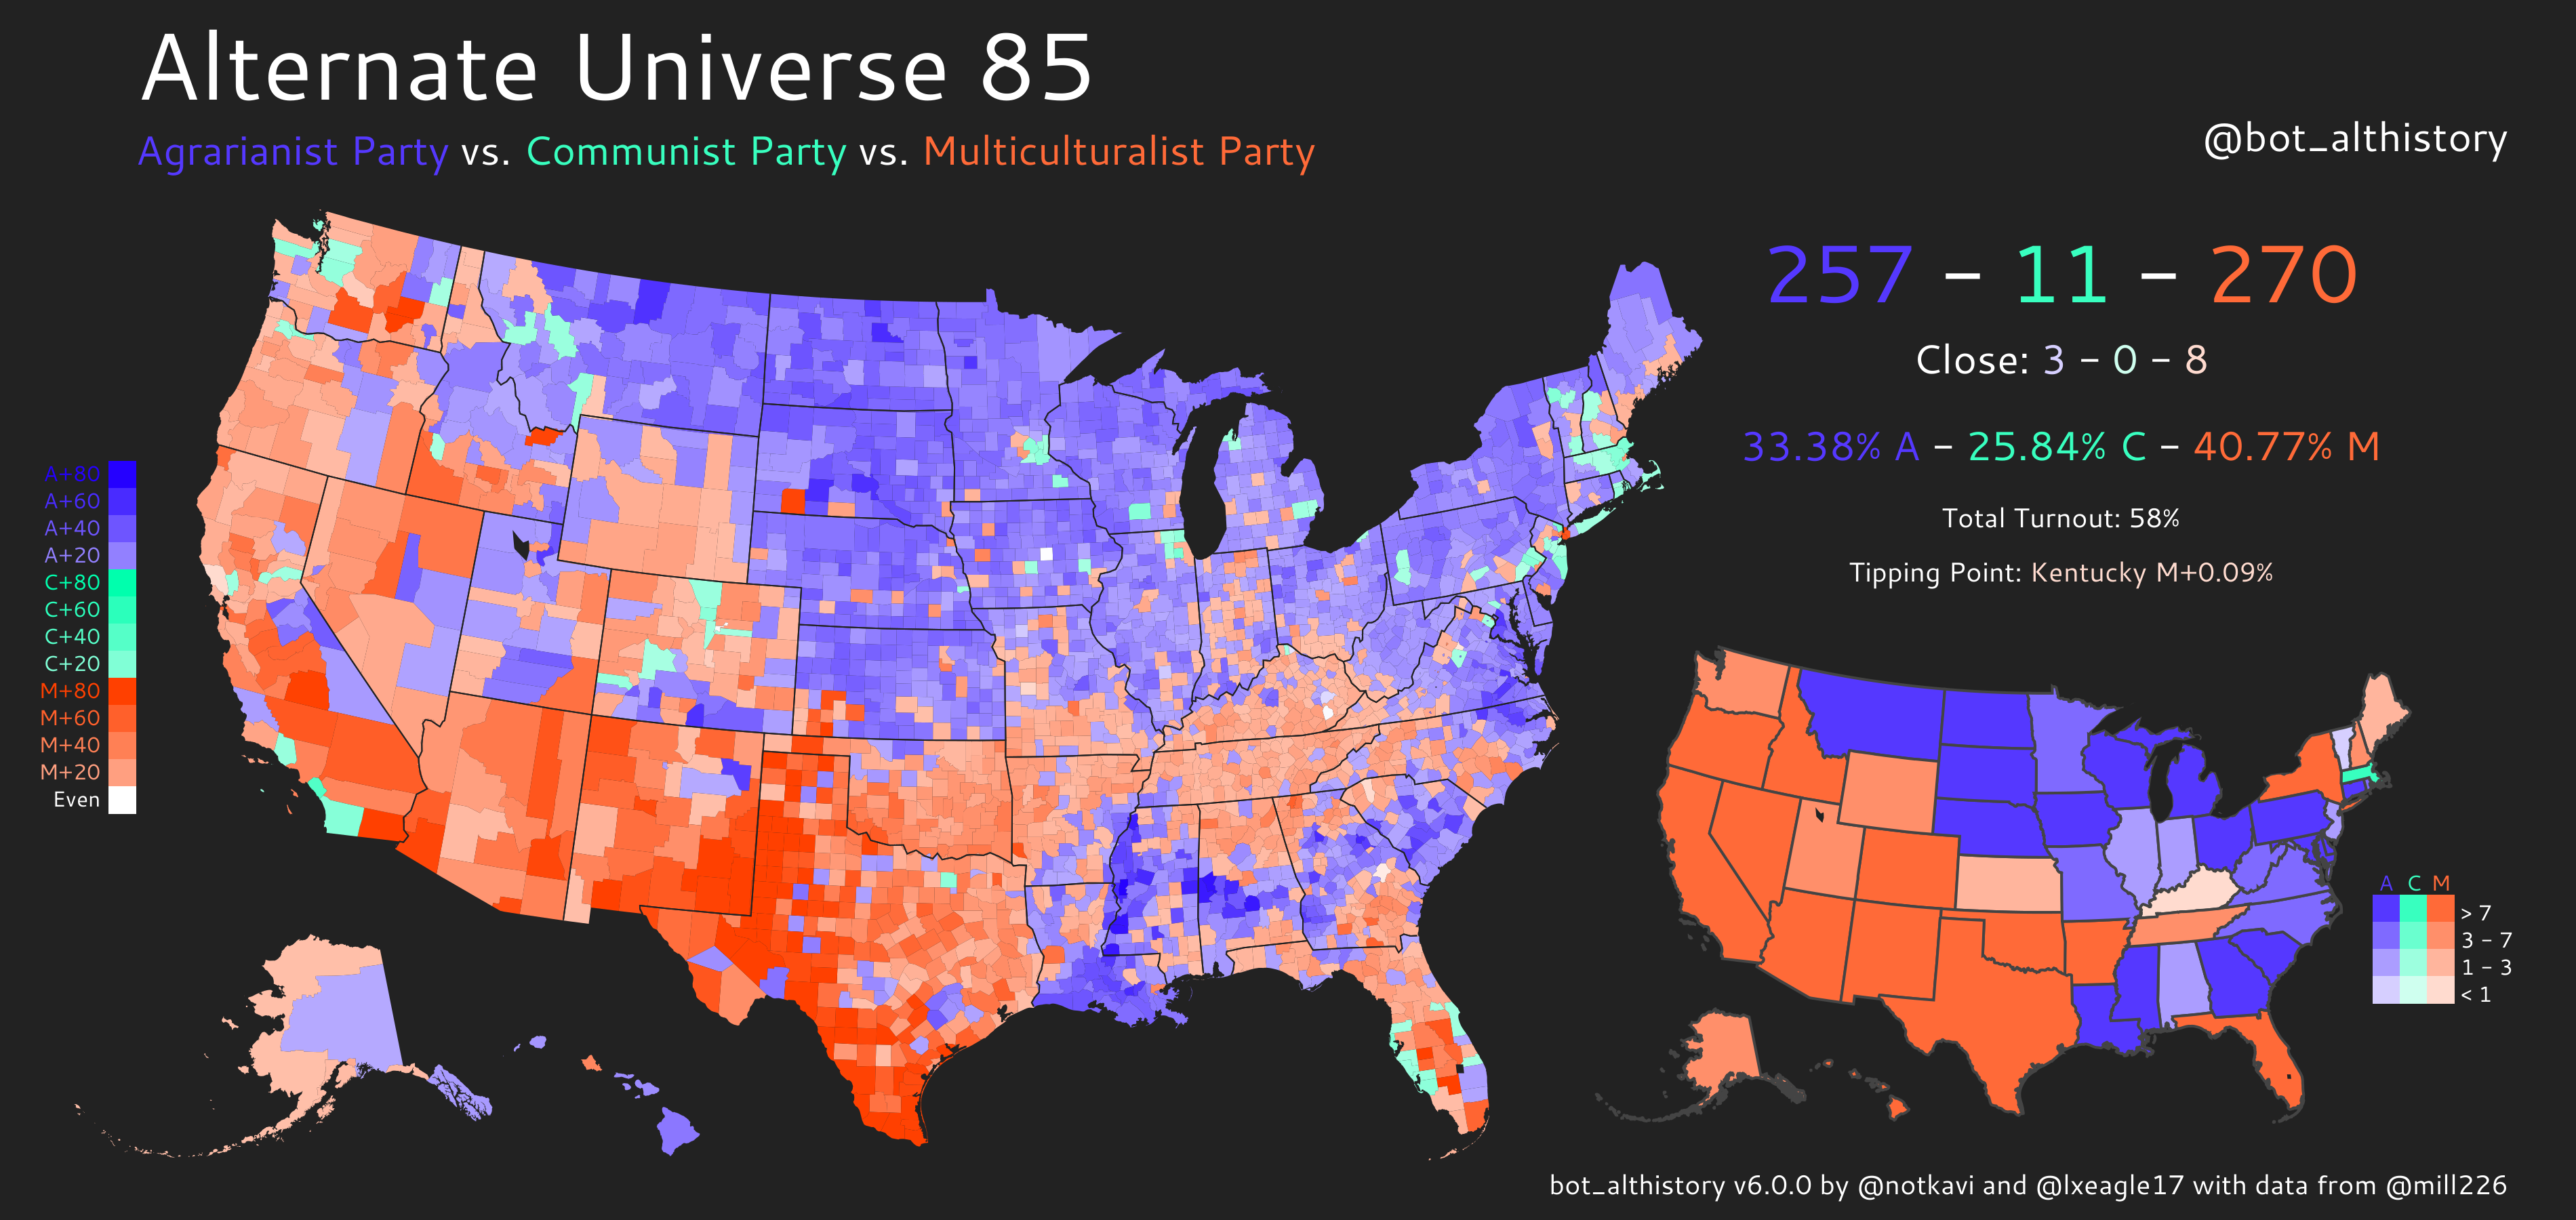 Alternate Universe 85
Agrarianist Party vs. Communist Party vs. Multiculturalist Party
@bot_althistory
257 - 11 - 270
Close: 3 - 0 - 8
33.38% A - 25.84% C - 40.77% M
Total Turnout: 58%
Tipping Point: Kentucky M+0.09%
A+80
A+60
A+40
A+20
C+80
C+60
C+40
C+20
M+80
M+60
M+40
M+20
Even
A C M
> 7
3 - 7
1 - 3
< 1
bot_althistory v6.0.0 by @notkavi and @lxeagle17 with data from @mill226